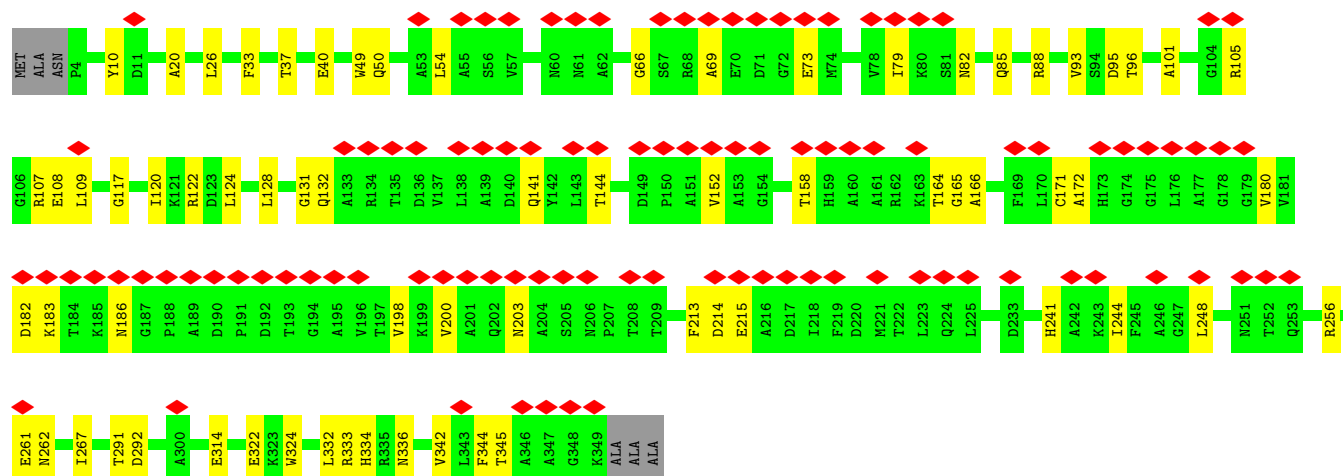 MET ALA ASN P4 Y10 D11 A20 L26 F33 T37 E40 W49 Q50 A53 L54 A55 S56 V57 N60 N61 A62 G66 S67 R68 A69 E70 D71 G72 E73 M74 V78 I79 K80 S81 N82 Q85 R88 V93 S94 D95 T96 A101 G104 R105
G106 R107 E108 L109 G117 I120 K121 R122 D123 L124 L128 G131 Q132 A133 R134 T135 D136 V137 L138 A139 D140 Q141 Y142 L143 T144 D149 P150 A151 V152 A153 G154 T158 H159 A160 A161 R162 K163 T164 G165 A166 F169 L170 C171 A172 H173 G174 G175 L176 A177 G178 G179 V180 V181
D182 K183 T184 K185 N186 G187 P188 A189 D190 P191 D192 T193 G194 A195 V196 T197 V198 K199 V200 A201 Q202 N203 A204 S205 N206 P207 T208 T209 F213 D214 E215 A216 D217 I218 F219 D220 M221 T222 L223 Q224 L225 D233 H241 A242 K243 I244 F245 A246 G247 L248 N251 T252 Q253 R256
E261 N262 I267 T291 D292 A300 E314 E322 K323 W324 L332 R333 H334 R335 N336 V342 L343 F344 T345 A346 A347 G348 K349 ALA ALA ALA